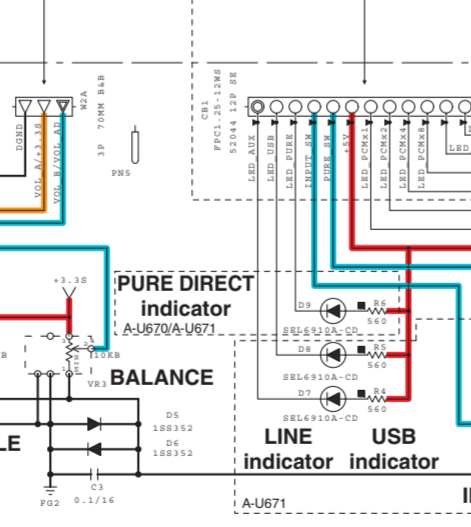 DGND
VOL A/+3.3S
VOL B/VOL AD
W2A
3P 70MM B&B
PN5
CB1
FPC1.25-12WS
52044 12P SE
LED AUX
LED USB
LED PURE
INPUT SW
PURE SW
+5V
LED PCMx1
LED PCMx2
LED PCMx4
LED PCMx8
LED
+3.3S
PURE DIRECT
indicator
A-U670/A-U671
D9
SEL6910A-CD
R6
560
D8
SEL6910A-CD
R5
560
D7
SEL6910A-CD
R4
560
10KB
VR3
BALANCE
D5
1SS352
D6
1SS352
C3
0.1/16
FG2
LINE
indicator
USB
indicator
A-U671